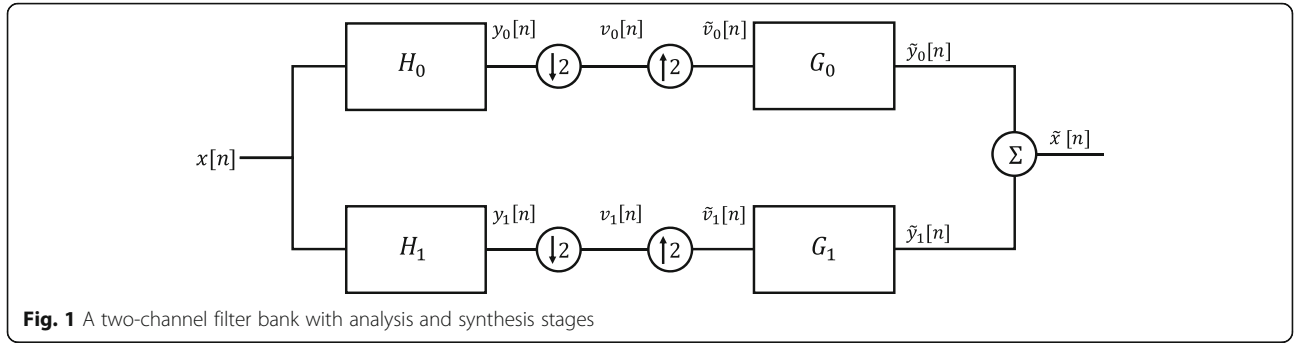 H₀ y₀[n] ↓2 v₀[n] ↑2 ṽ₀[n] G₀ ỹ₀[n]
x[n] Σ x̃ [n]
H₁ y₁[n] ↓2 v₁[n] ↑2 ṽ₁[n] G₁ ỹ₁[n]
Fig. 1 A two-channel filter bank with analysis and synthesis stages